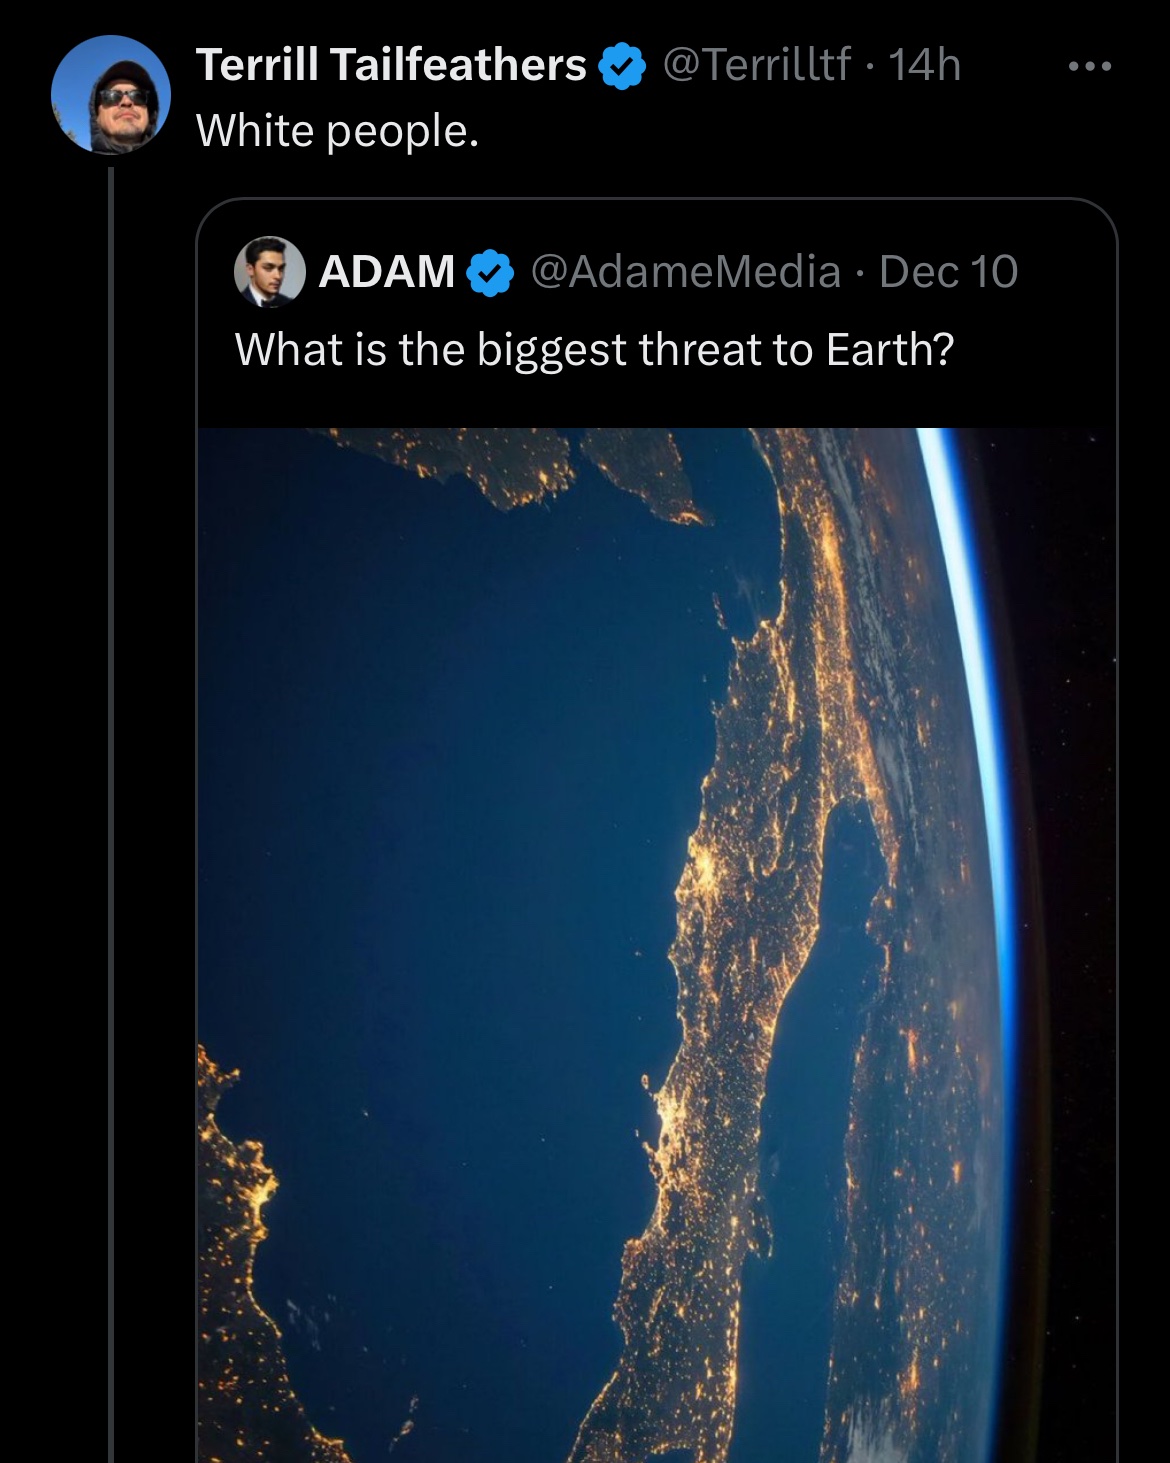 Terrill Tailfeathers @Terrilltf · 14h
White people.
ADAM @AdameMedia · Dec 10
What is the biggest threat to Earth?